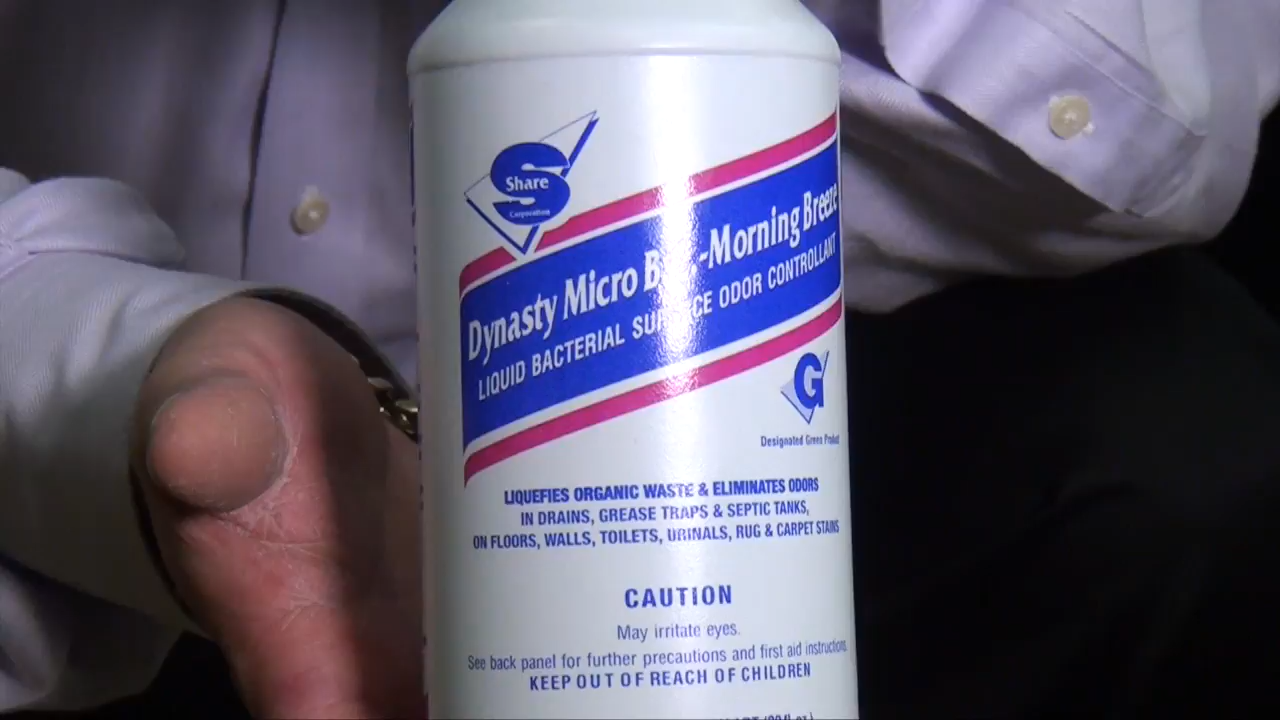 S
Share
Corporation
Dynasty Micro -Morning Breeze
LIQUID BACTERIAL ODOR CONTROLLANT
G
Designated Green Product
LIQUEFIES ORGANIC WASTE & ELIMINATES ODORS
IN DRAINS, GREASE TRAPS & SEPTIC TANKS,
ON FLOORS, WALLS, TOILETS, URINALS, RUG & CARPET STAINS
CAUTION
May irritate eyes.
See back panel for further precautions and first aid instructions
KEEP OUT OF REACH OF CHILDREN